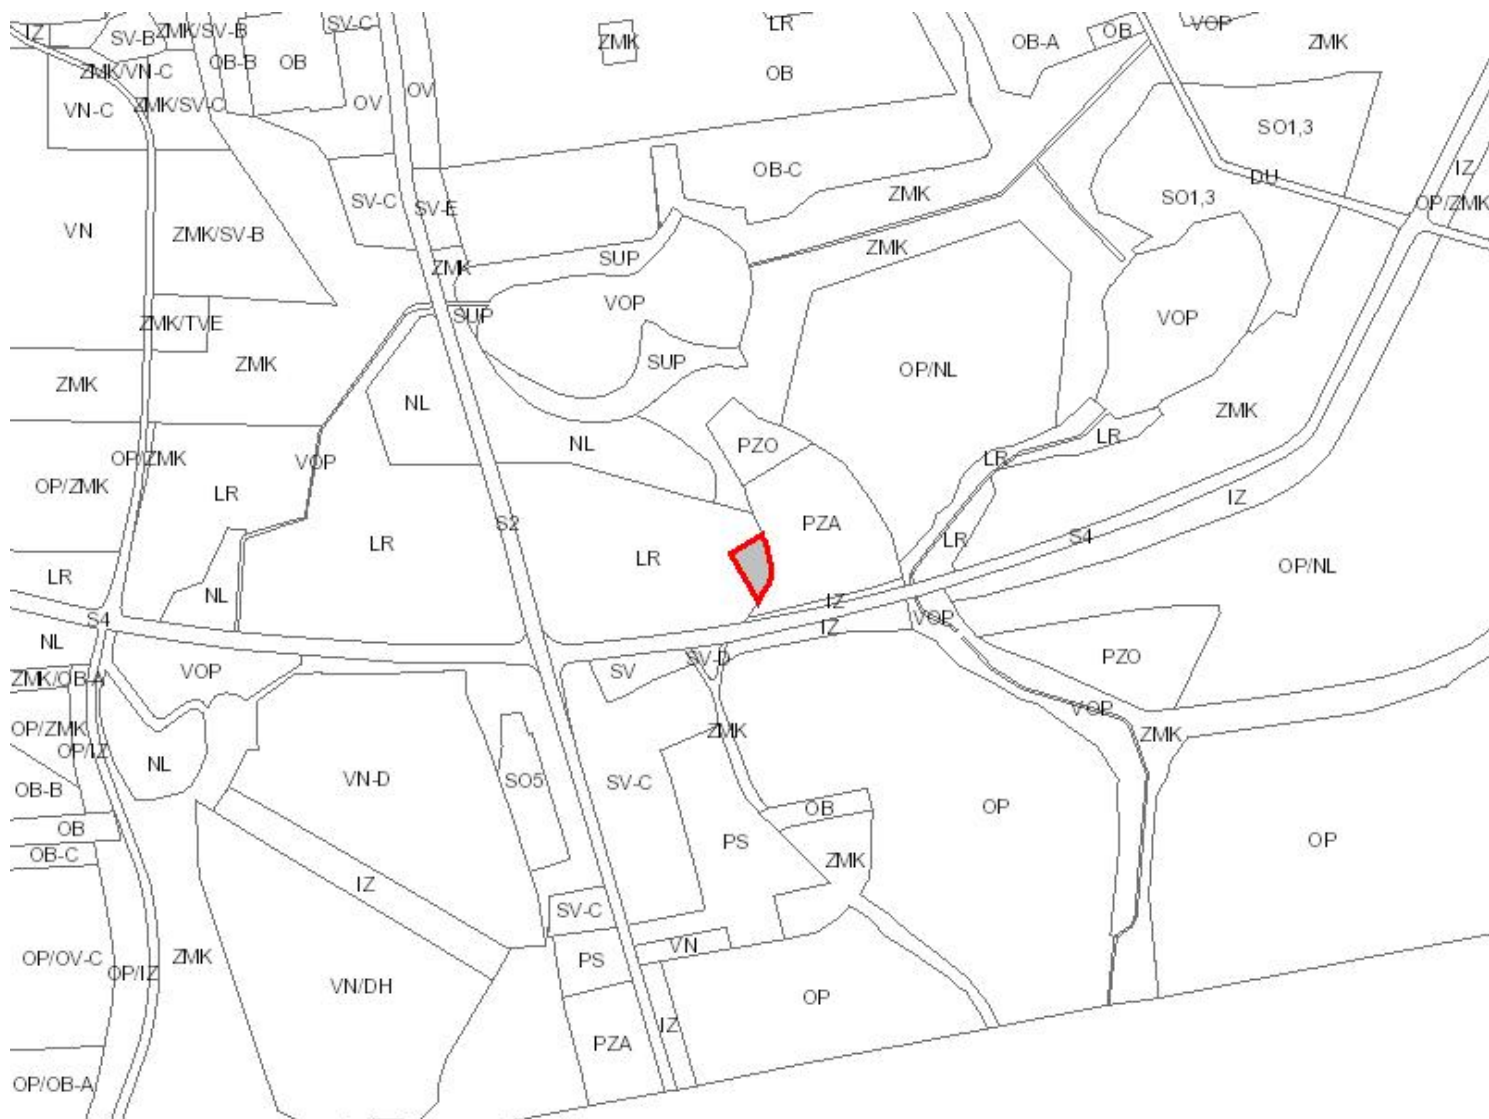 IZ
SV-B
ZMK/SV-B
SV-C
ZMK
LR
OB-A
OB
VOP
ZMK
ZMK/VN-C
OB-B
OB
OB
VN-C
ZMK/SV-C
OV
OV
SO1,3
OB-C
IZ
SV-C
SV-E
ZMK
SO1,3
DU
OP/ZMK
VN
ZMK/SV-B
ZMK
SUP
ZMK
SUP
VOP
VOP
ZMK/TVE
ZMK
ZMK
SUP
OP/NL
NL
ZMK
NL
PZO
LR
OP/ZMK
VOP
LR
OP/ZMK
LR
IZ
S2
PZA
S4
LR
LR
LR
LR
NL
IZ
OP/NL
S4
IZ
VOP
NL
VOP
SV
SV-D
PZO
ZMK/OB-A
OP/ZMK
OP/IZ
VOP
ZMK
ZMK
NL
VN-D
SO5
SV-C
OB-B
OB
OP
OB
PS
OP
OB-C
ZMK
IZ
SV-C
OP/OV-C
ZMK
OP/IZ
VN
PS
VN/DH
OP
IZ
PZA
OP/OB-A